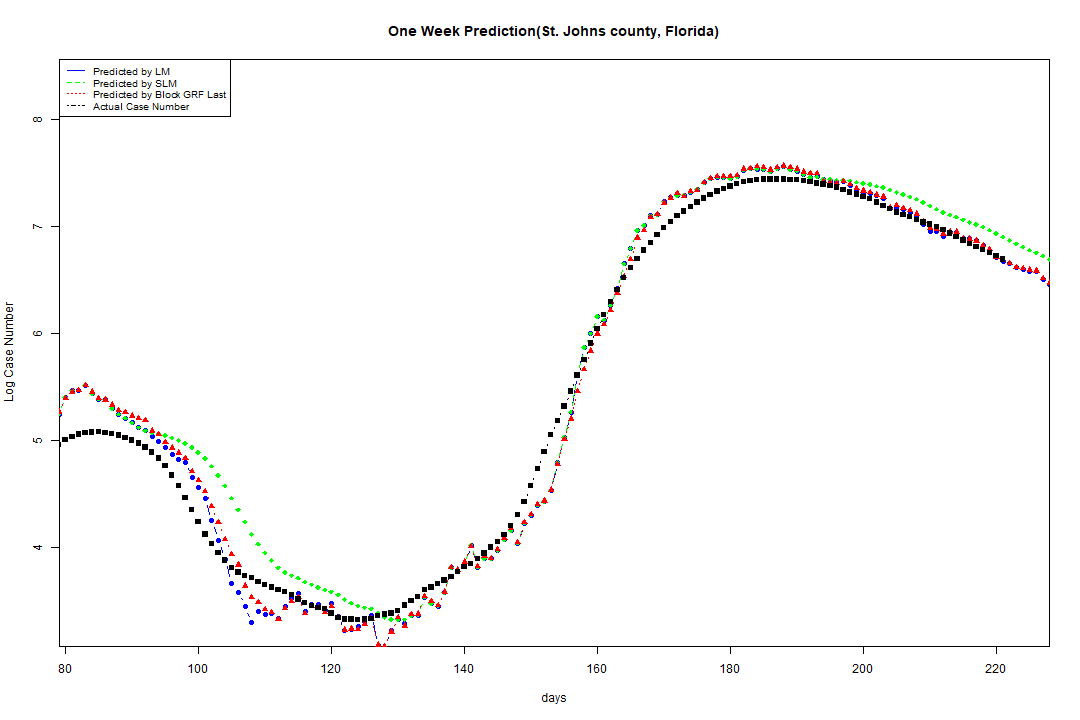 One Week Prediction(St. Johns county, Florida)
Predicted by LM
Predicted by SLM
Predicted by Block GRF Last
Actual Case Number
8
7
6
5
4
Log Case Number
80 100 120 140 160 180 200 220
days